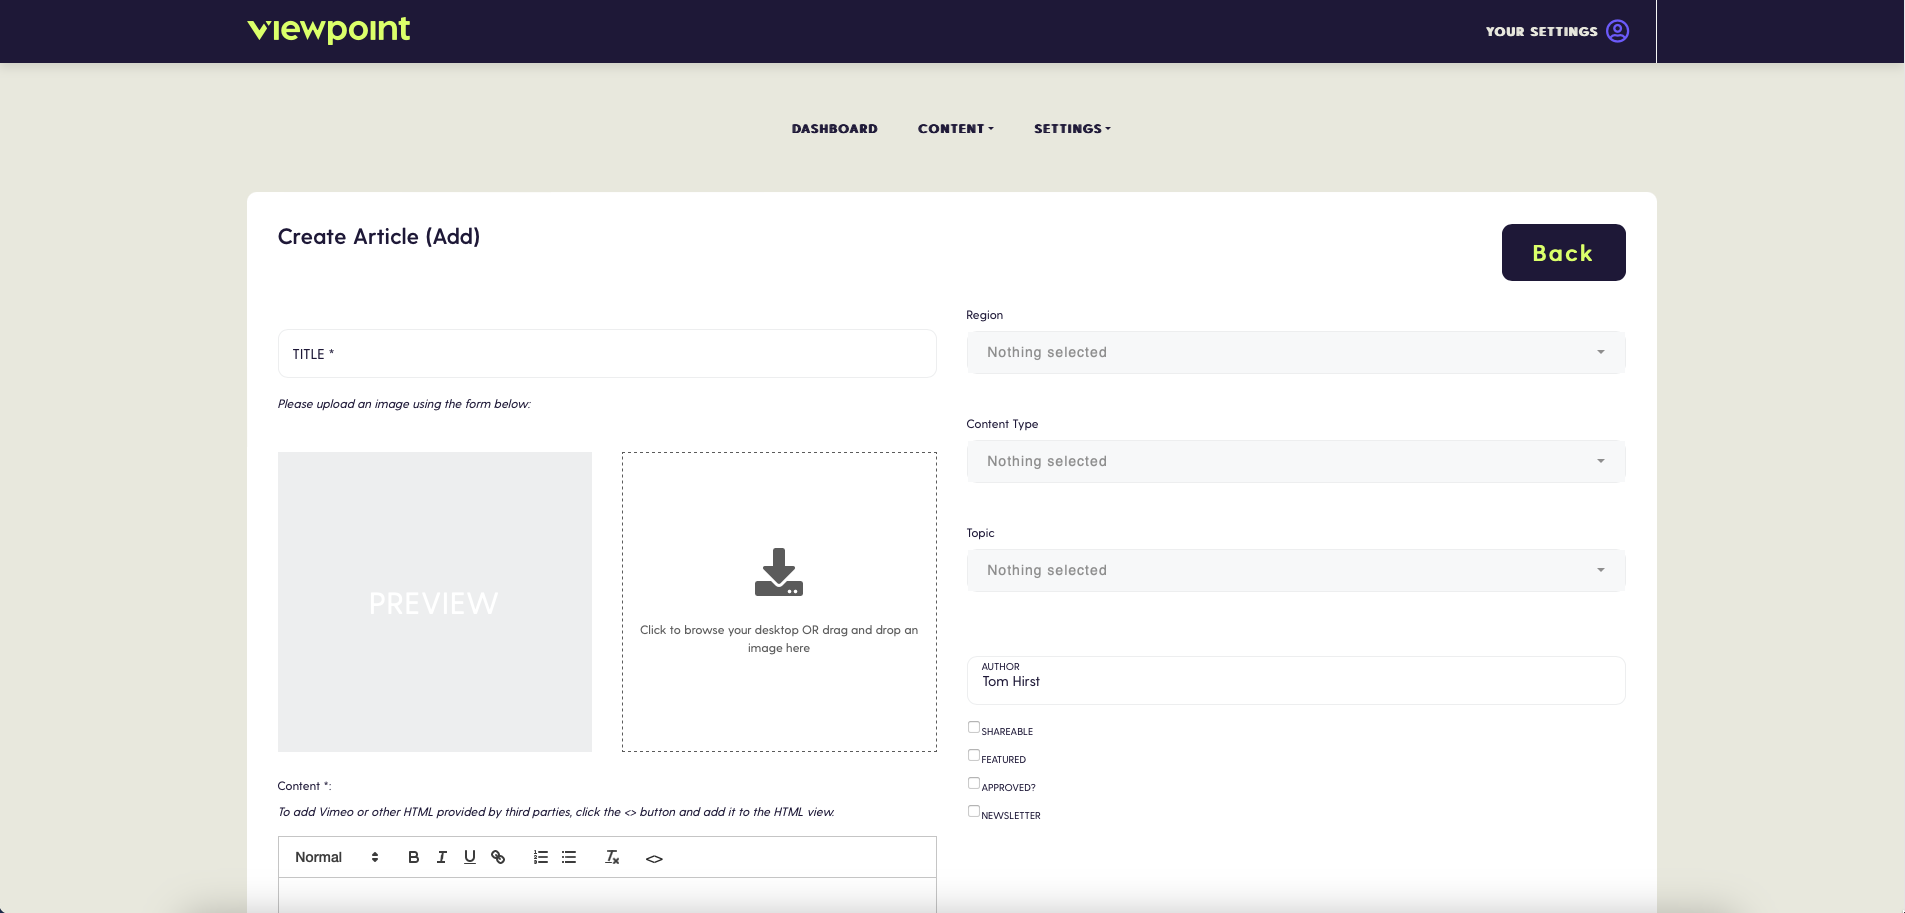 viewpoint
YOUR SETTINGS
DASHBOARD CONTENT SETTINGS
Create Article (Add)
Back
TITLE *
Please upload an image using the form below:
PREVIEW
Click to browse your desktop OR drag and drop an
image here
Content *:
To add Vimeo or other HTML provided by third parties, click the <> button and add it to the HTML view.
Normal B I U <>
Region
Nothing selected
Content Type
Nothing selected
Topic
Nothing selected
AUTHOR
Tom Hirst
SHAREABLE
FEATURED
APPROVED?
NEWSLETTER